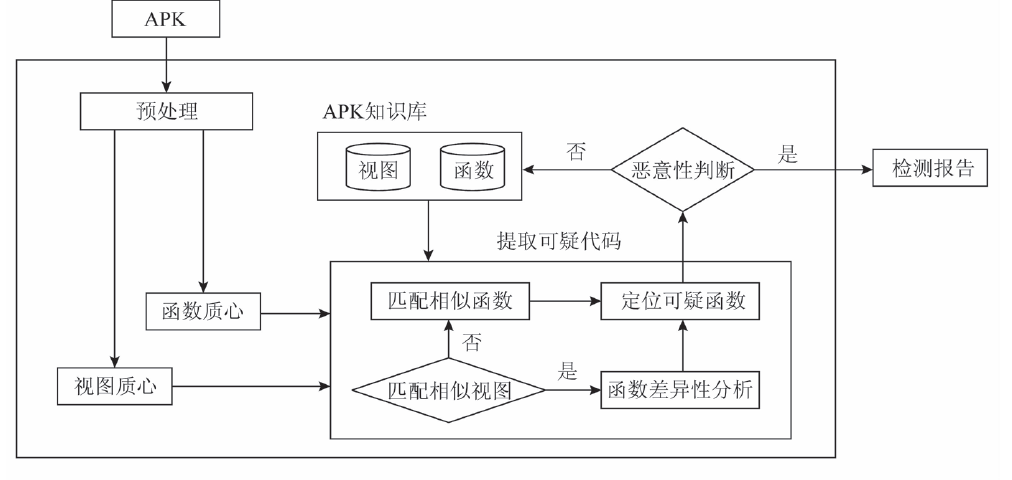 APK
预处理
APK知识库
视图
函数
否
恶意性判断
是
检测报告
提取可疑代码
函数质心
匹配相似函数
定位可疑函数
否
视图质心
匹配相似视图
是
函数差异性分析